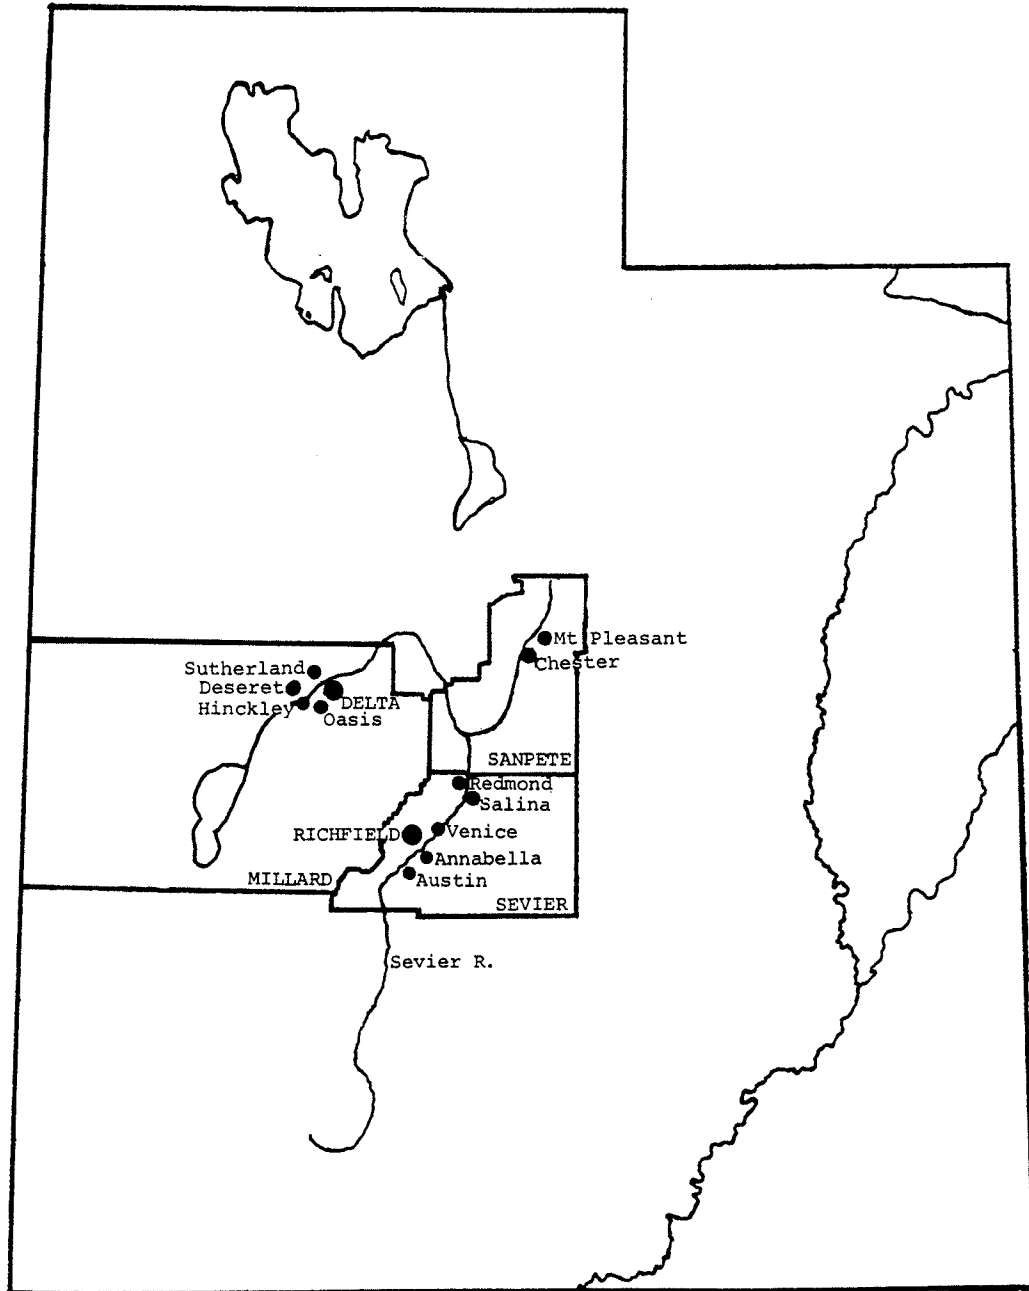 Mt Pleasant
Chester
Sutherland
Deseret
DELTA
Hinckley
Oasis
SANPETE
Redmond
Salina
RICHFIELD
Venice
Annabella
MILLARD
Austin
SEVIER
Sevier R.